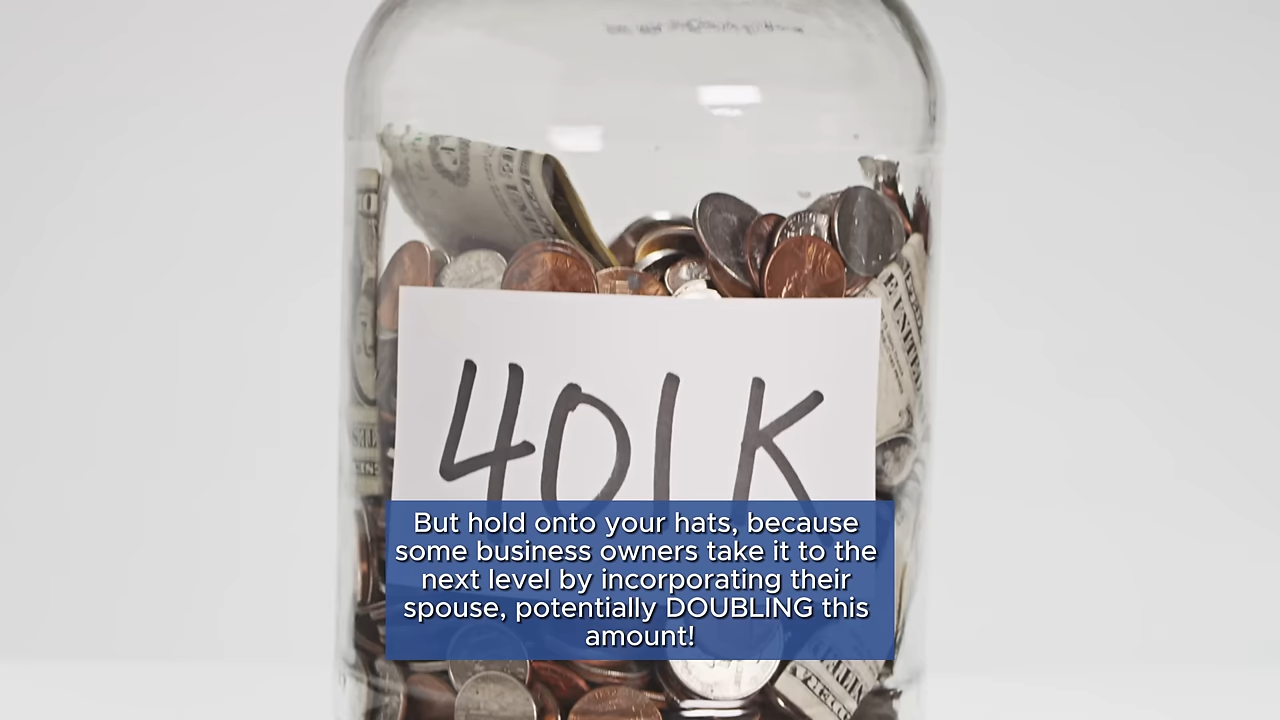 401K
But hold onto your hats, because
some business owners take it to the
next level by incorporating their
spouse, potentially DOUBLING this
amount!